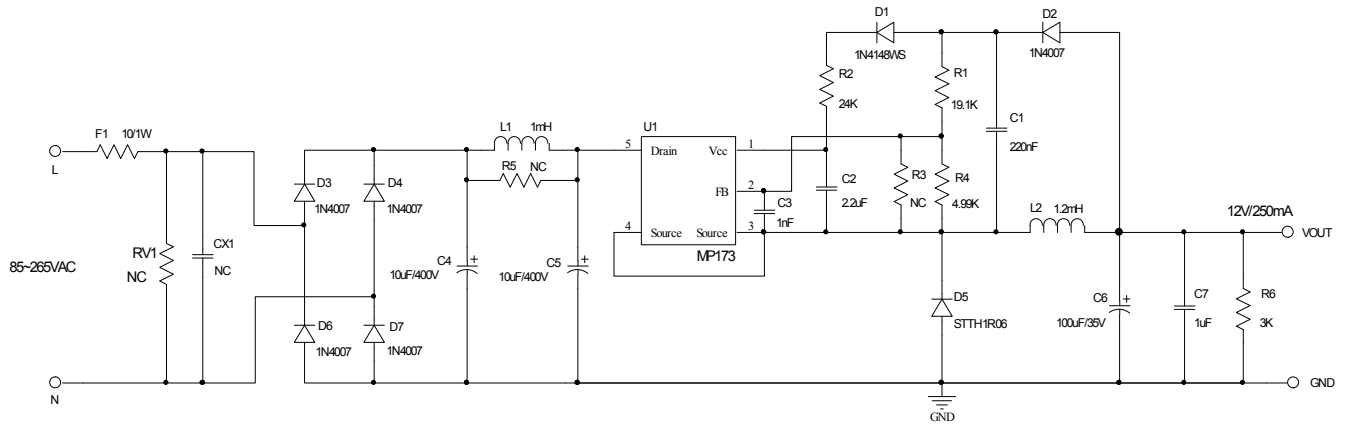 D1
1N4148WS
D2
1N4007
R2
24K
R1
19.1K
C1
220nF
F1 10/1W
L
L1 1mH
R5 NC
U1
5 Drain Vcc 1
FB 2
4 Source Source 3
MP173
C2
2.2uF
C3
1nF
R3
NC
R4
4.99K
L2 1.2mH
12V/250mA
VOUT
D3
1N4007
D4
1N4007
85~265VAC
RV1
NC
CX1
NC
C4
10uF/400V
+
C5
10uF/400V
+
D5
STTH1R06
C6
100uF/35V
+
C7
1uF
R6
3K
D6
1N4007
D7
1N4007
N
GND
GND